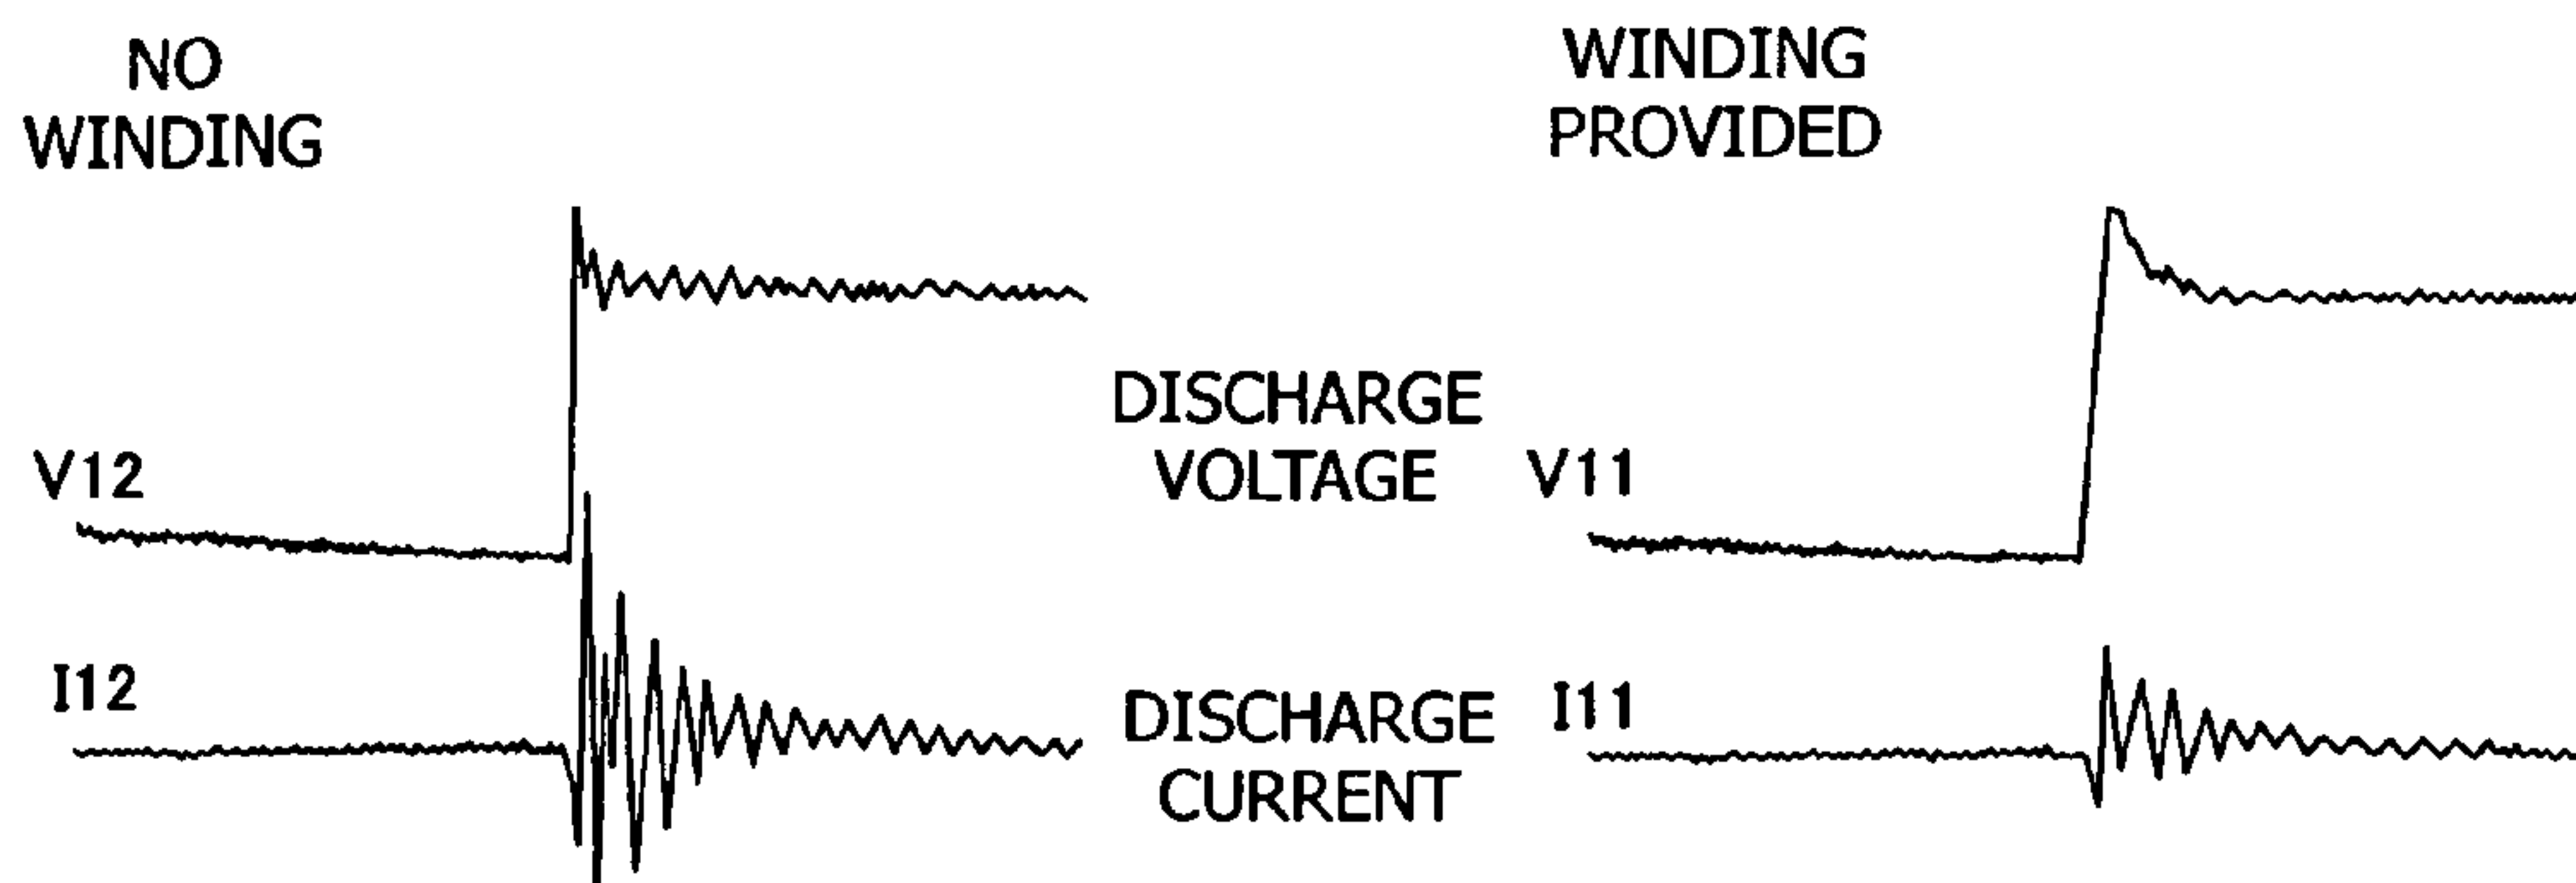 NO
WINDING
WINDING
PROVIDED
V12
DISCHARGE
VOLTAGE
V11
I12
DISCHARGE
CURRENT
I11